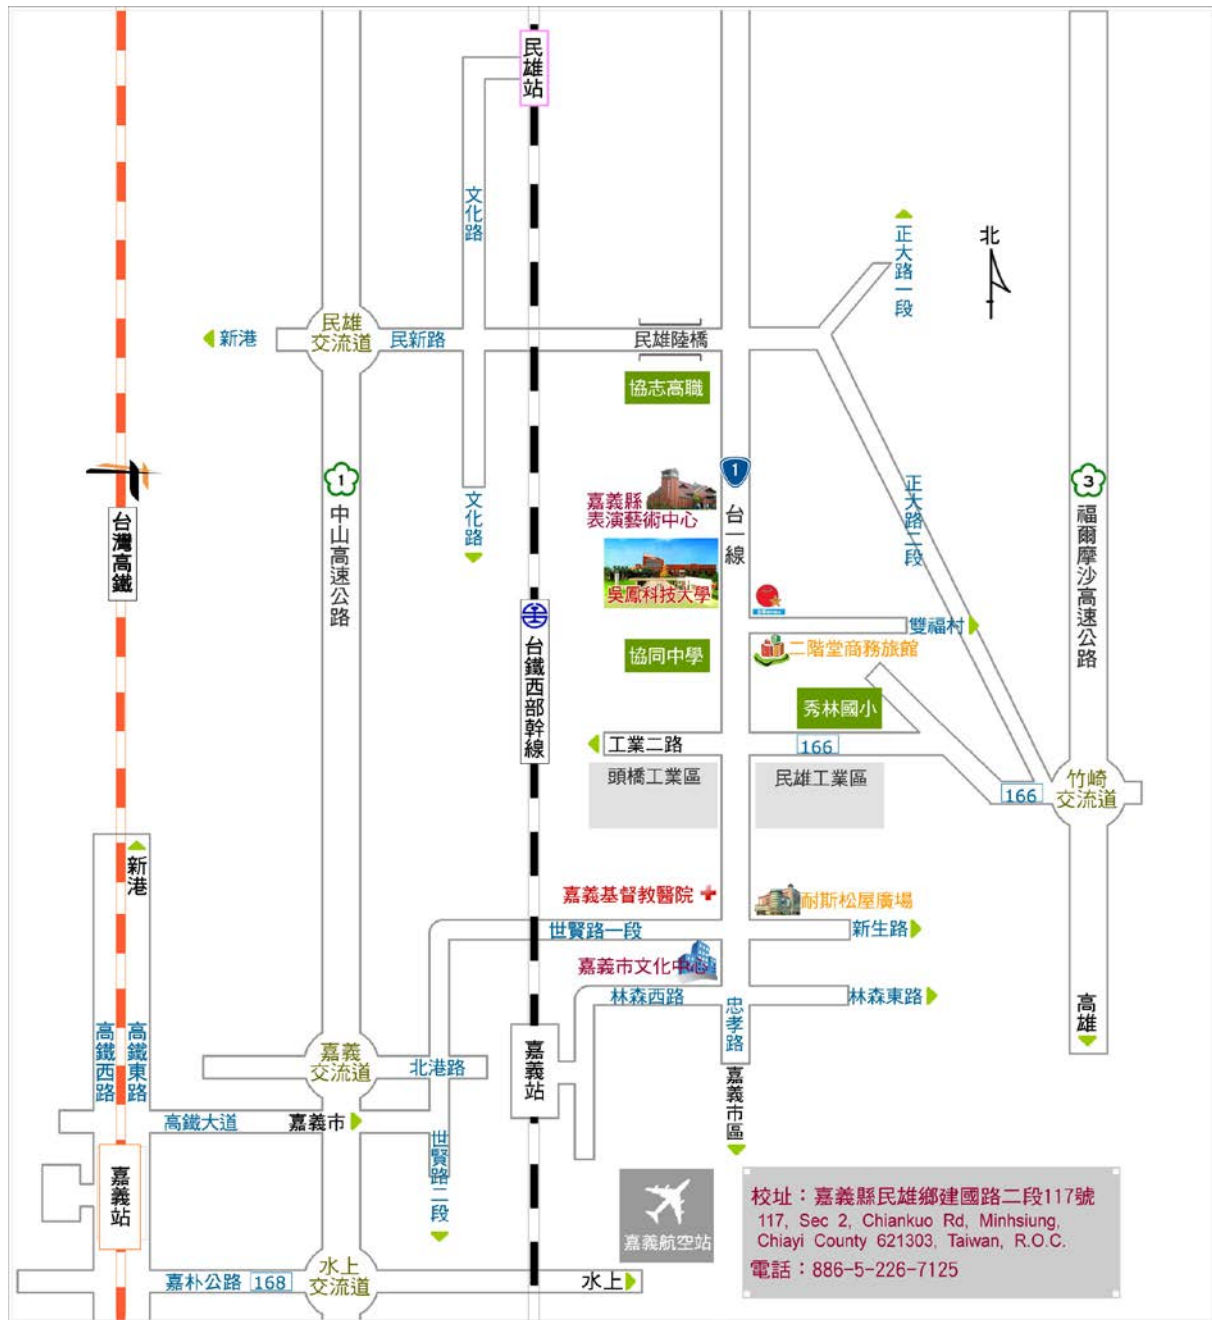 民雄站
文化路
北
正大路一段
新港
民雄
交流道
民新路
民雄陸橋
協志高職
1
中山高速公路
文化路
嘉義縣
表演藝術中心
1
台一線
正大路二段
3
福爾摩沙高速公路
台灣高鐵
吳鳳科技大學
台鐵西部幹線
雙福村
二階堂商務旅館
協同中學
秀林國小
工業二路
166
頭橋工業區
民雄工業區
166
竹崎
交流道
新港
嘉義基督教醫院
耐斯松屋廣場
世賢路一段
新生路
嘉義市文化中心
林森西路
忠孝路
林森東路
高雄
高鐵西路
高鐵東路
嘉義
交流道
北港路
嘉義站
嘉義市區
高鐵大道
嘉義市
世賢路二段
嘉義站
嘉義航空站
校址：嘉義縣民雄鄉建國路二段117號
117, Sec 2, Chiankuo Rd, Minhsiung,
Chiayi County 621303, Taiwan, R.O.C.
電話：886-5-226-7125
嘉朴公路
168
水上
交流道
水上